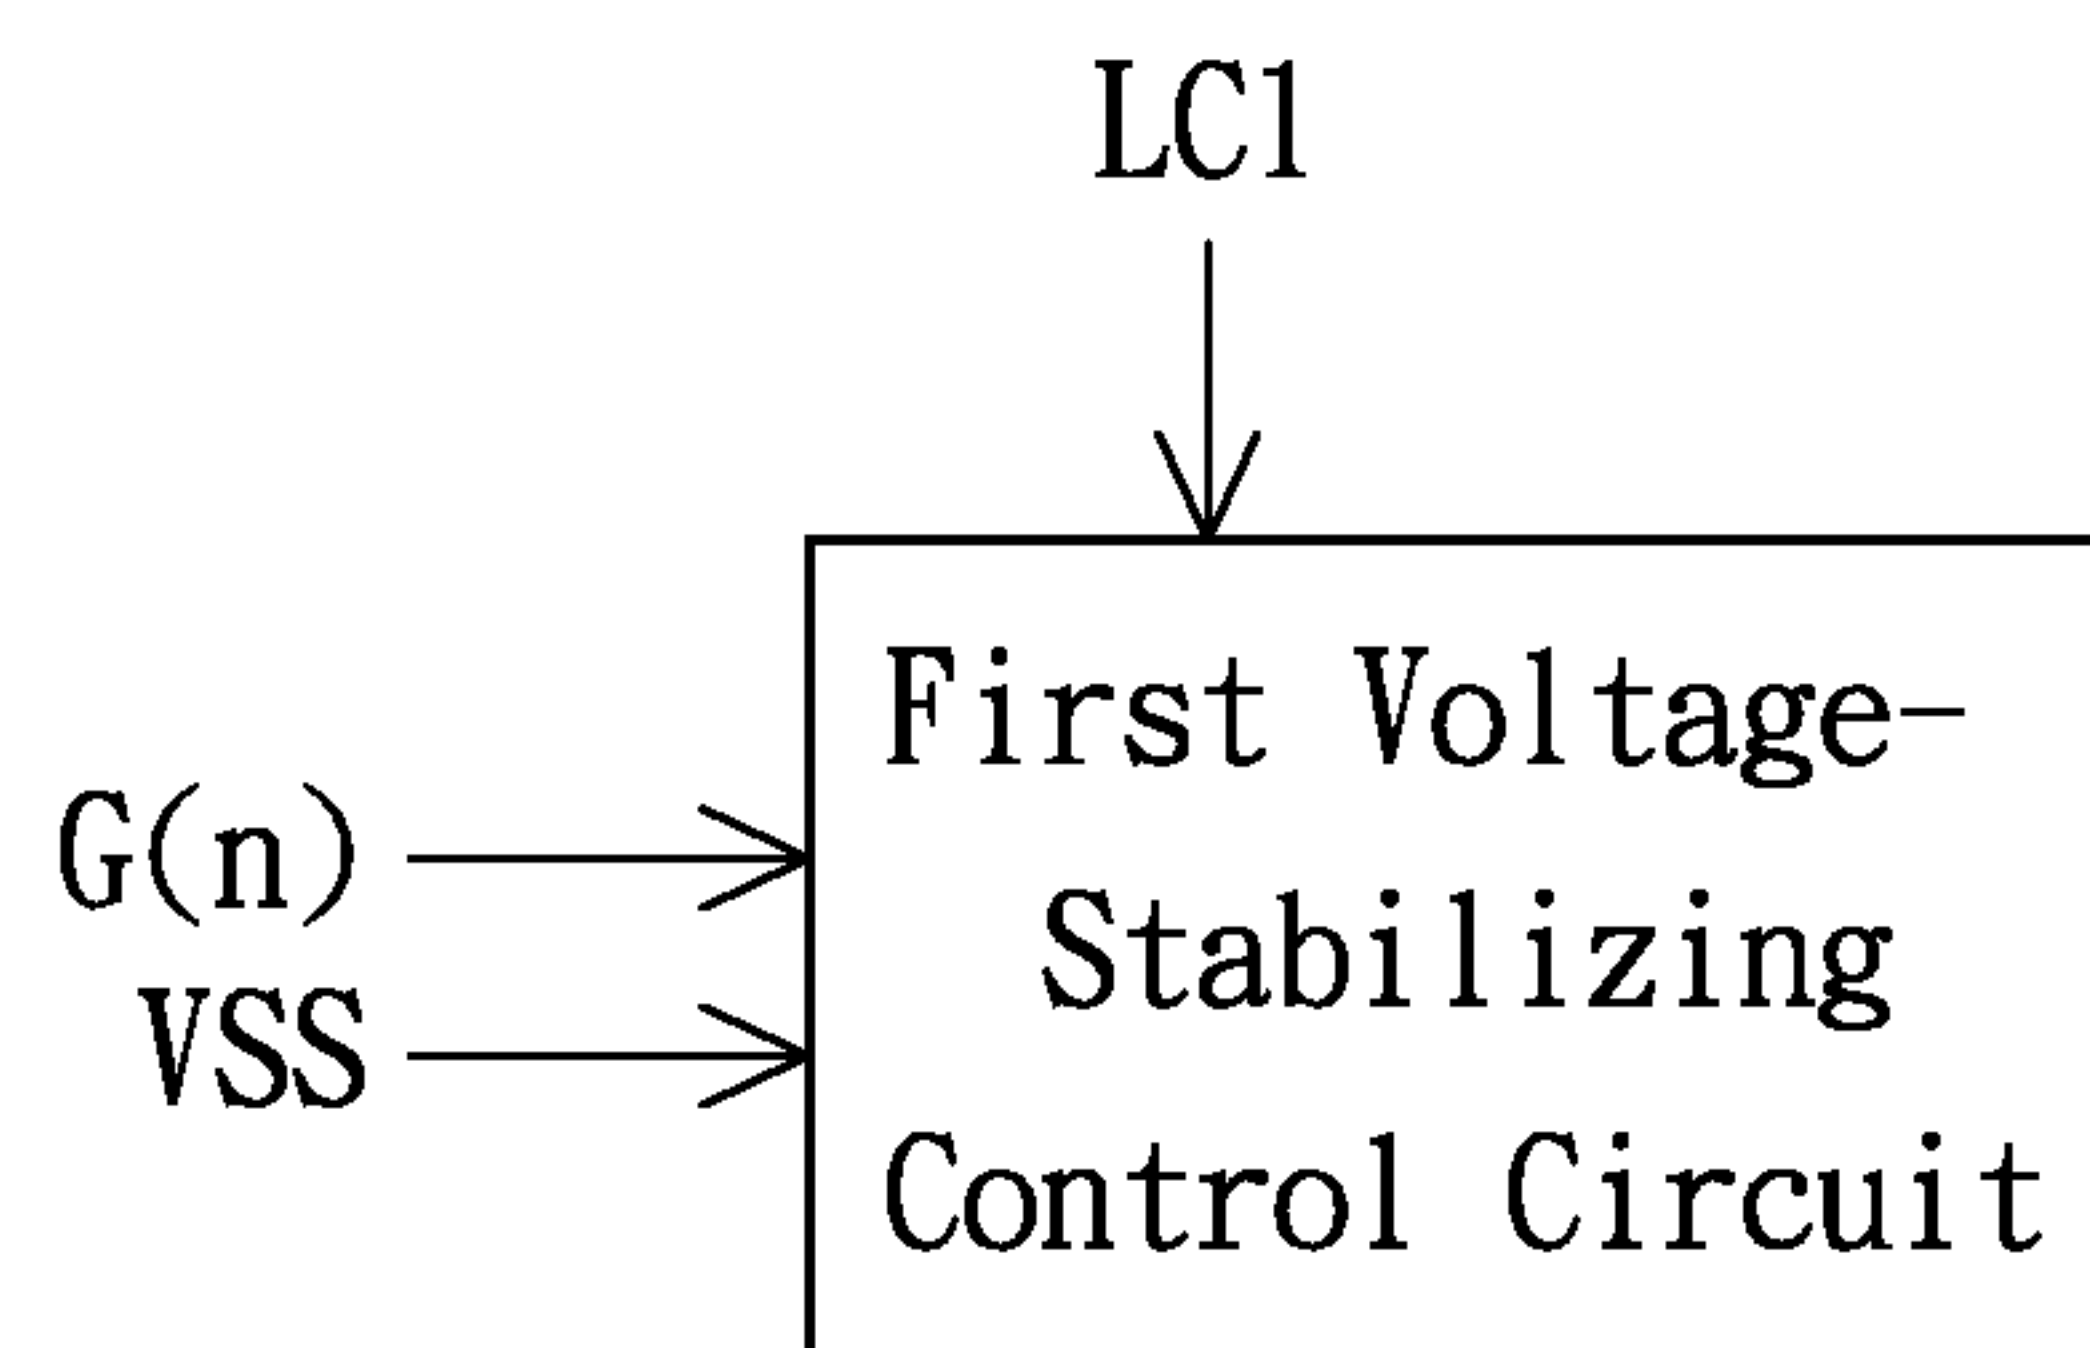 LC1
First Voltage-
G(n)
Stabilizing
VSS
Control Circuit